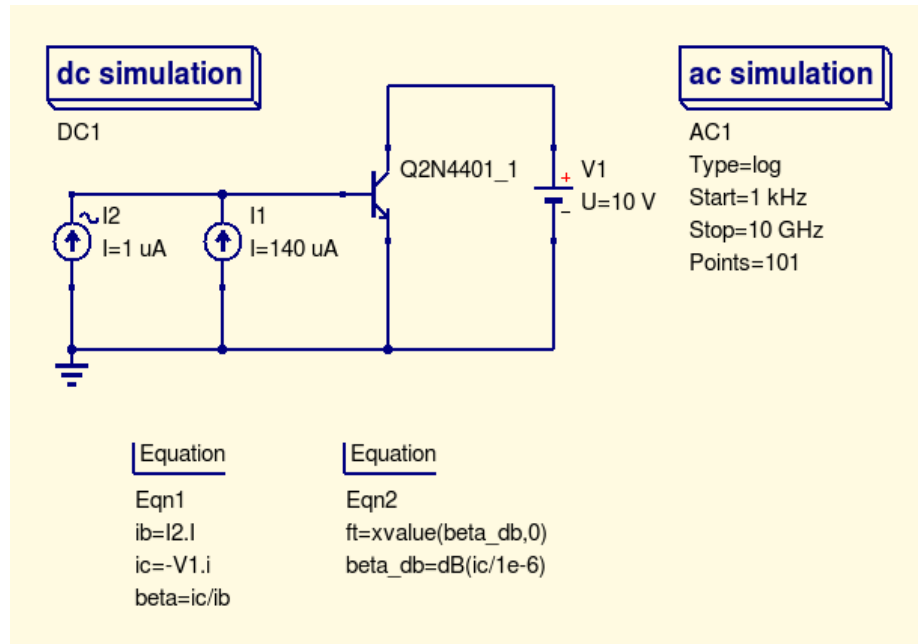 dc simulation
DC1
ac simulation
AC1
Type=log
Start=1 kHz
Stop=10 GHz
Points=101
Q2N4401_1
+
V1
U=10 V
−
I2
I=1 uA
I1
I=140 uA
Equation
Eqn1
ib=I2.I
ic=-V1.i
beta=ic/ib
Equation
Eqn2
ft=xvalue(beta_db,0)
beta_db=dB(ic/1e-6)